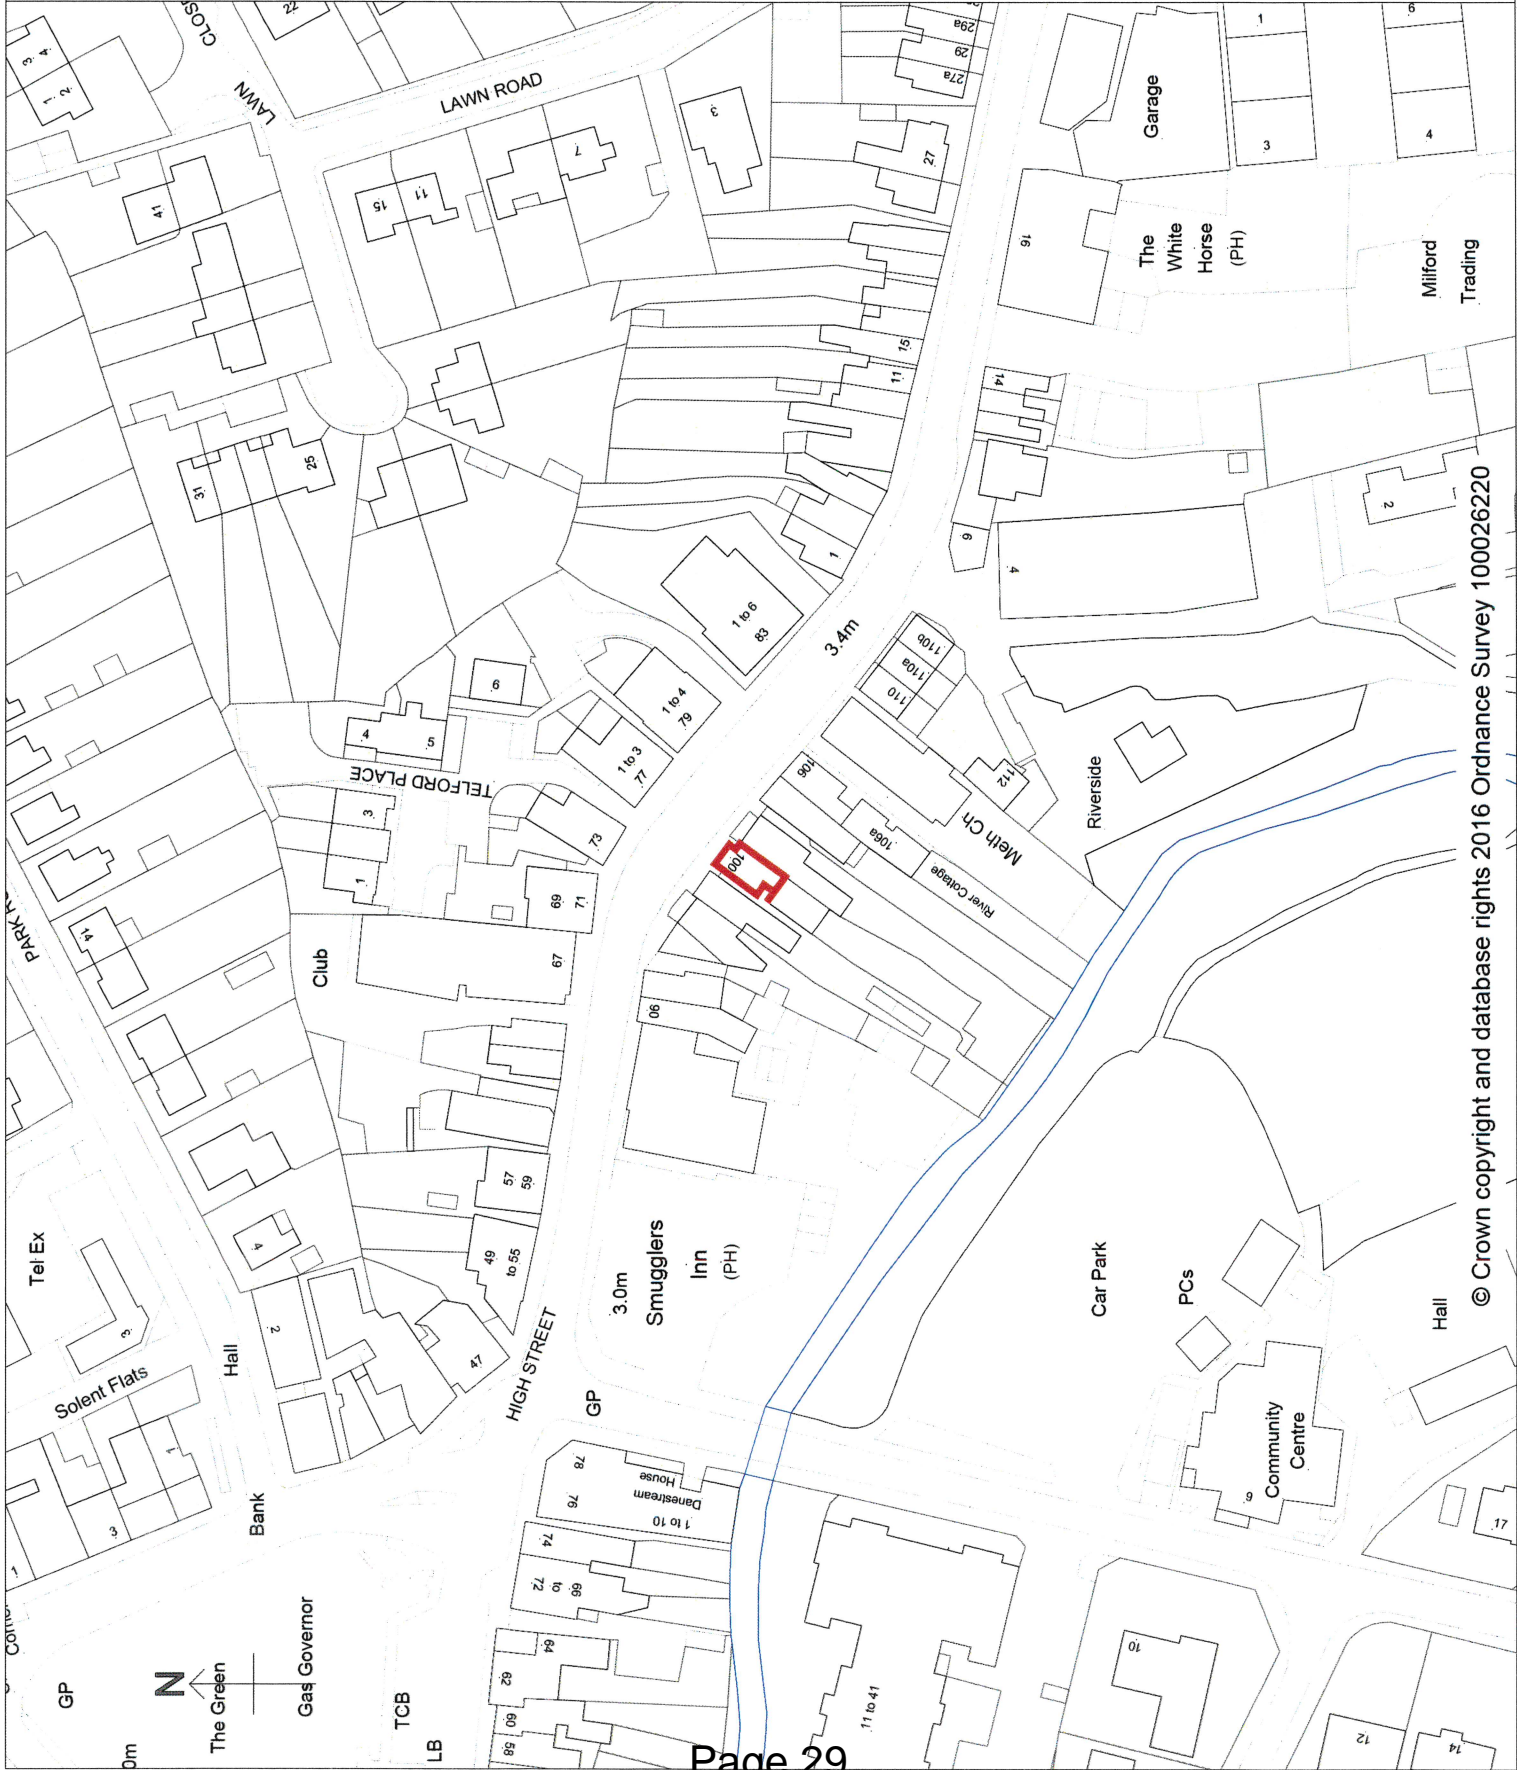 CLOS
22
3
4
1
2
LAWN
LAWN ROAD
41
15
11
7
3
29a
29
27a
27
Garage
1
3
6
4
16
The
White
Horse
(PH)
Milford
Trading
15
11
14
31
25
1
9
4
2
1 to 6
83
3.4m
110b
110a
110
6
4
5
TELFORD PLACE
1 to 4
79
1 to 3
77
73
3
1
112
Riverside
106
106a
Meth Ch
River Cottage
100
69
71
67
Club
14
90
57
59
49
to 55
Tel Ex
4
3
Solent Flats
Hall
2
47
HIGH STREET
3.0m
Smugglers
Inn
(PH)
GP
Car Park
PCs
Hall
Community
Centre
9
17
1
3
1
Bank
78
76
Danestream
House
1 to 10
74
66
to
72
64
62
60
58
11 to 41
10
12
14
GP
N
The Green
Gas Governor
TCB
LB
0m
© Crown copyright and database rights 2016 Ordnance Survey 100026220
Page 29